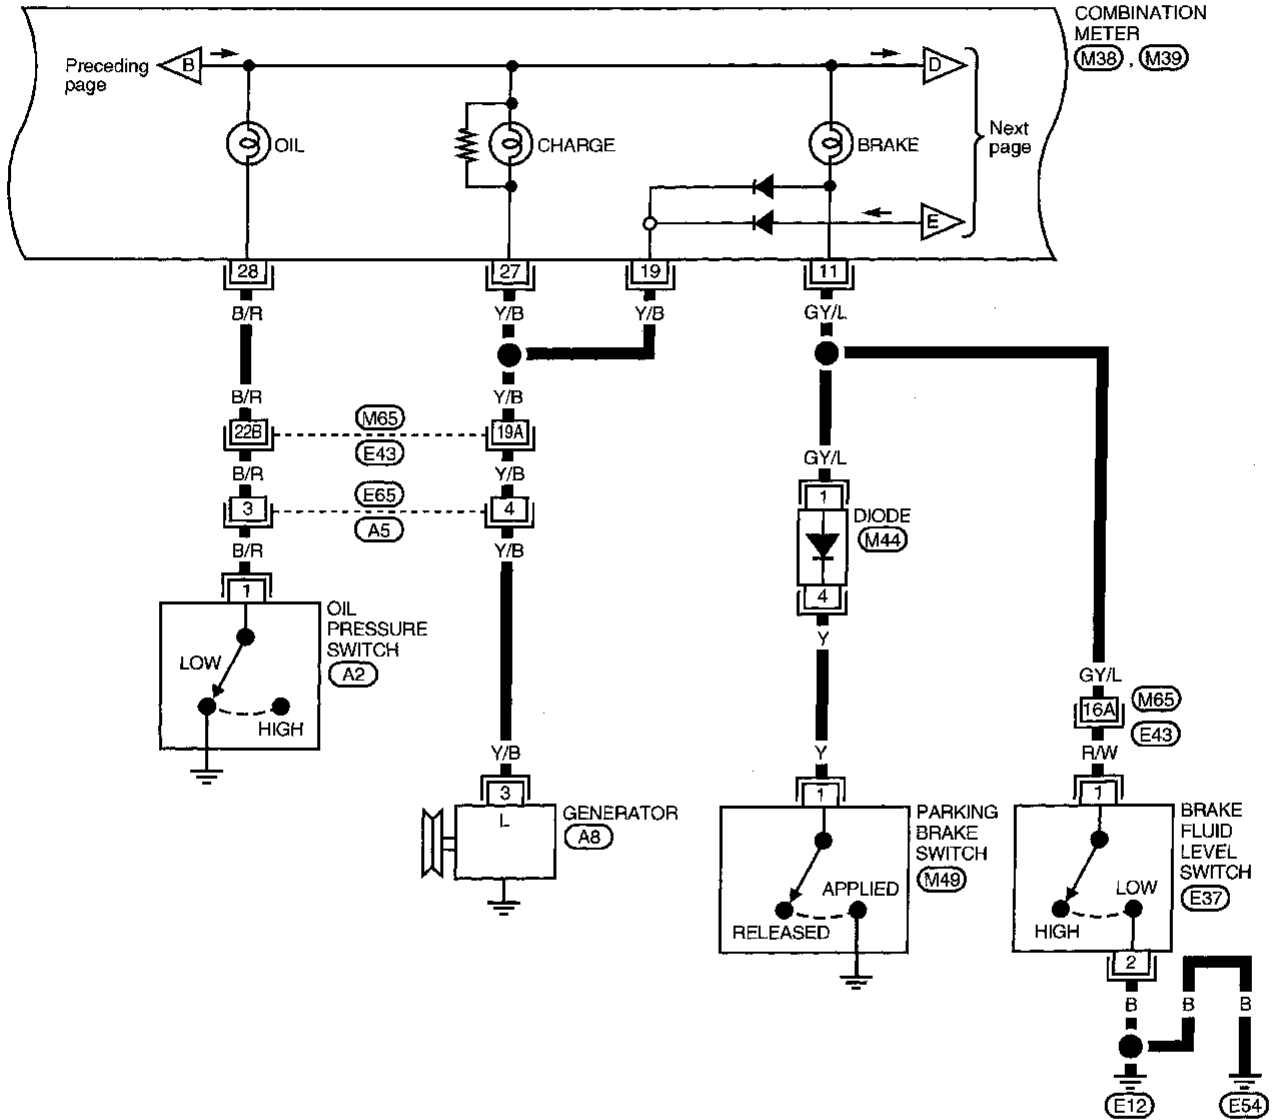 COMBINATION
METER
M38 , M39
Preceding
page
B
D
OIL
CHARGE
BRAKE
Next
page
E
28
27
19
11
B/R
Y/B
Y/B
GY/L
B/R
Y/B
22B
M65
E43
19A
B/R
Y/B
GY/L
3
E65
A5
4
B/R
Y/B
1
DIODE
M44
4
1
OIL
PRESSURE
SWITCH
A2
LOW
HIGH
Y
GY/L
16A
M65
E43
Y/B
Y
R/W
3
L
GENERATOR
A8
1
PARKING
BRAKE
SWITCH
M49
APPLIED
RELEASED
1
BRAKE
FLUID
LEVEL
SWITCH
E37
LOW
HIGH
2
B
B
B
E12
E54